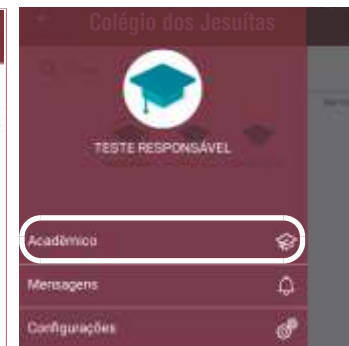 Colégio dos Jesuítas
TESTE RESPONSÁVEL
Acadêmico
Mensagens
Configurações